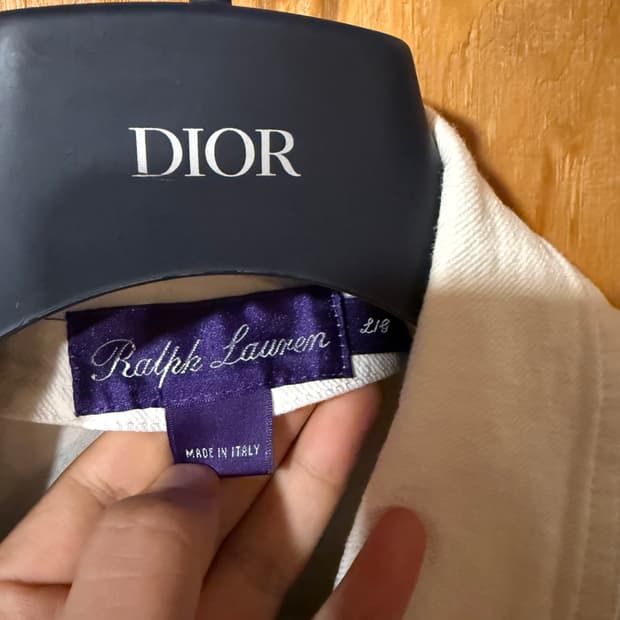 DIOR
Ralph Lauren
L/G
MADE IN ITALY